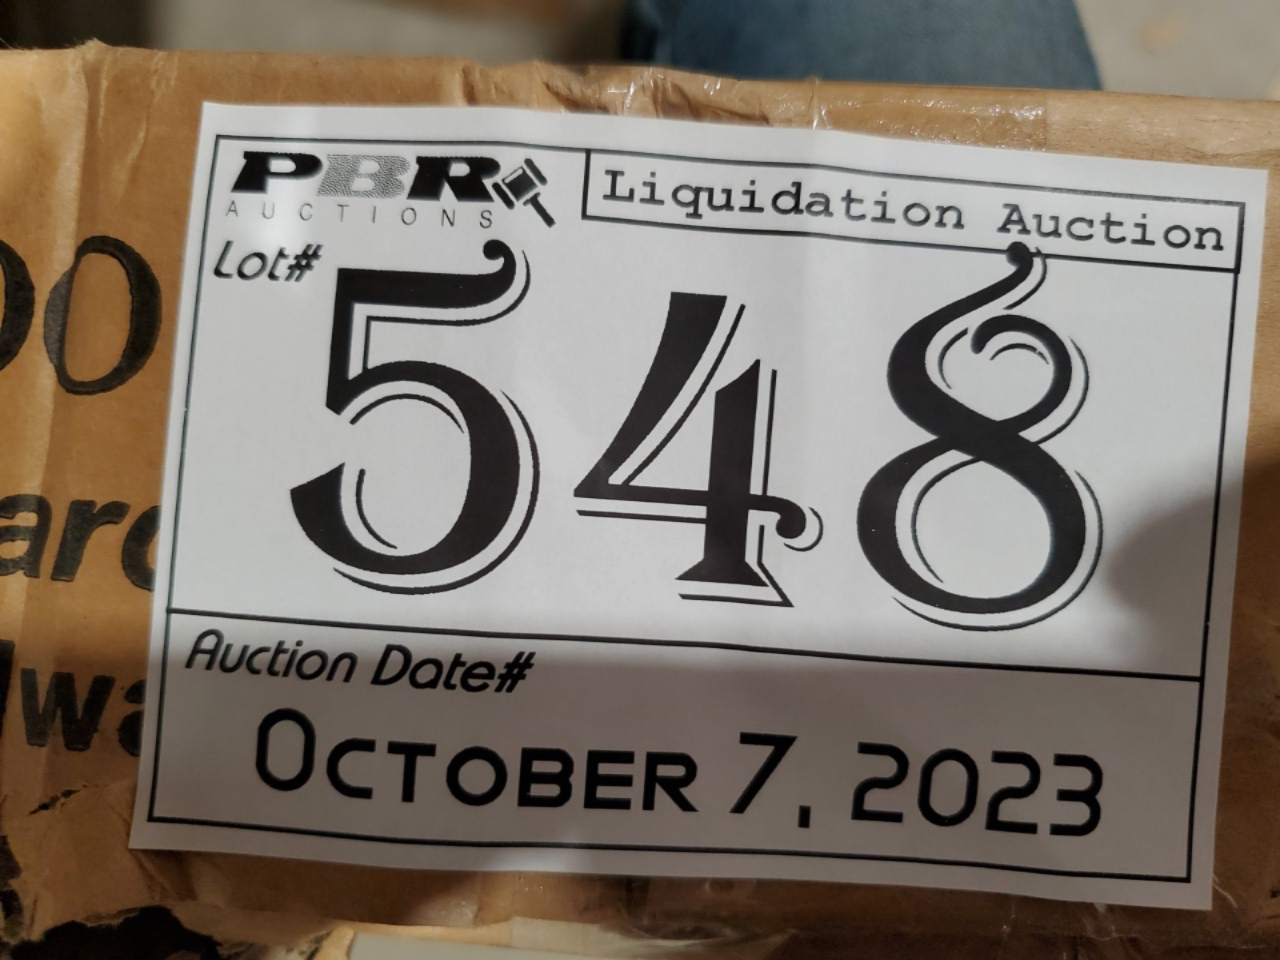 PBR
AUCTIONS
Liquidation Auction
Lot#
548
Auction Date#
October 7, 2023